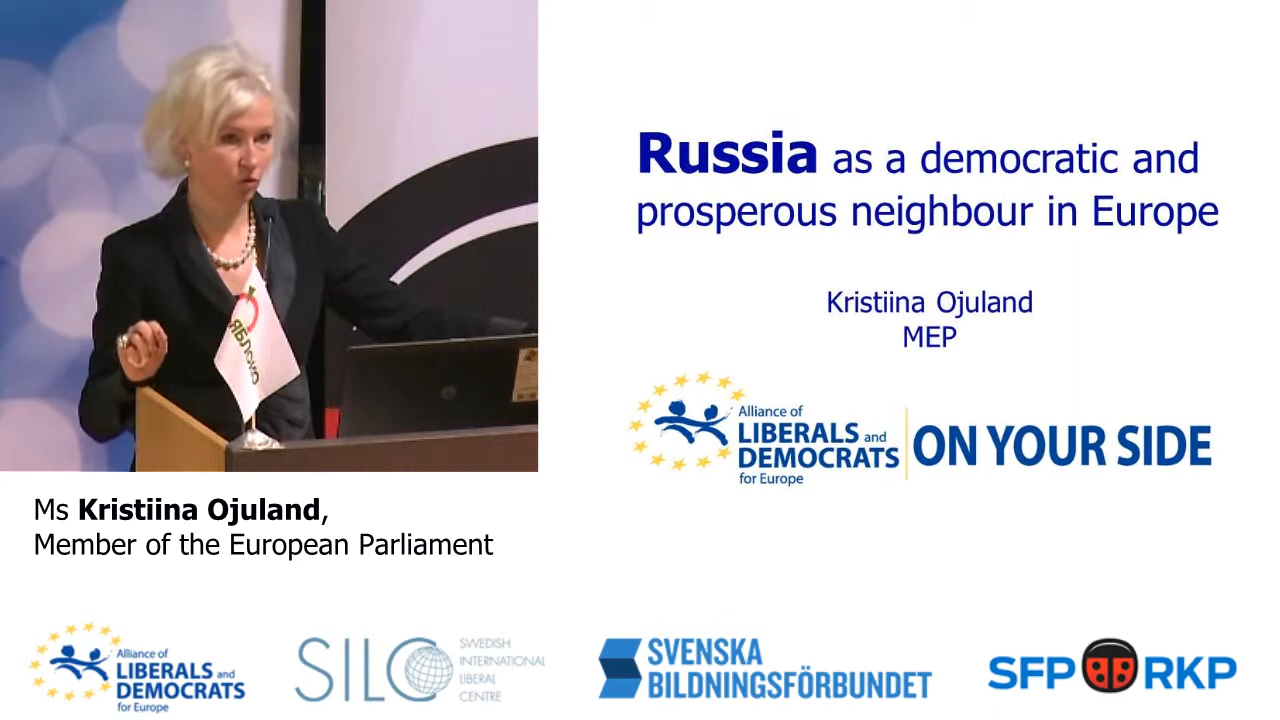 ЯБЛОКО
Russia as a democratic and
prosperous neighbour in Europe
Kristiina Ojuland
MEP
Alliance of
LIBERALS and
DEMOCRATS
for Europe
ON YOUR SIDE
Ms Kristiina Ojuland,
Member of the European Parliament
Alliance of
LIBERALS and
DEMOCRATS
for Europe
SILC
SWEDISH
INTERNATIONAL
LIBERAL
CENTRE
SVENSKA
BILDNINGSFÖRBUNDET
SFP RKP